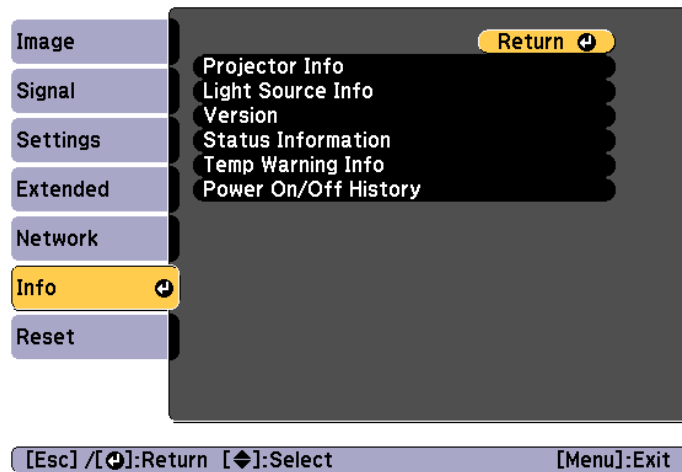 Image
Signal
Settings
Extended
Network
Info
Reset
Return
Projector Info
Light Source Info
Version
Status Information
Temp Warning Info
Power On/Off History
[Esc] /[⏎]:Return [◆]:Select [Menu]:Exit